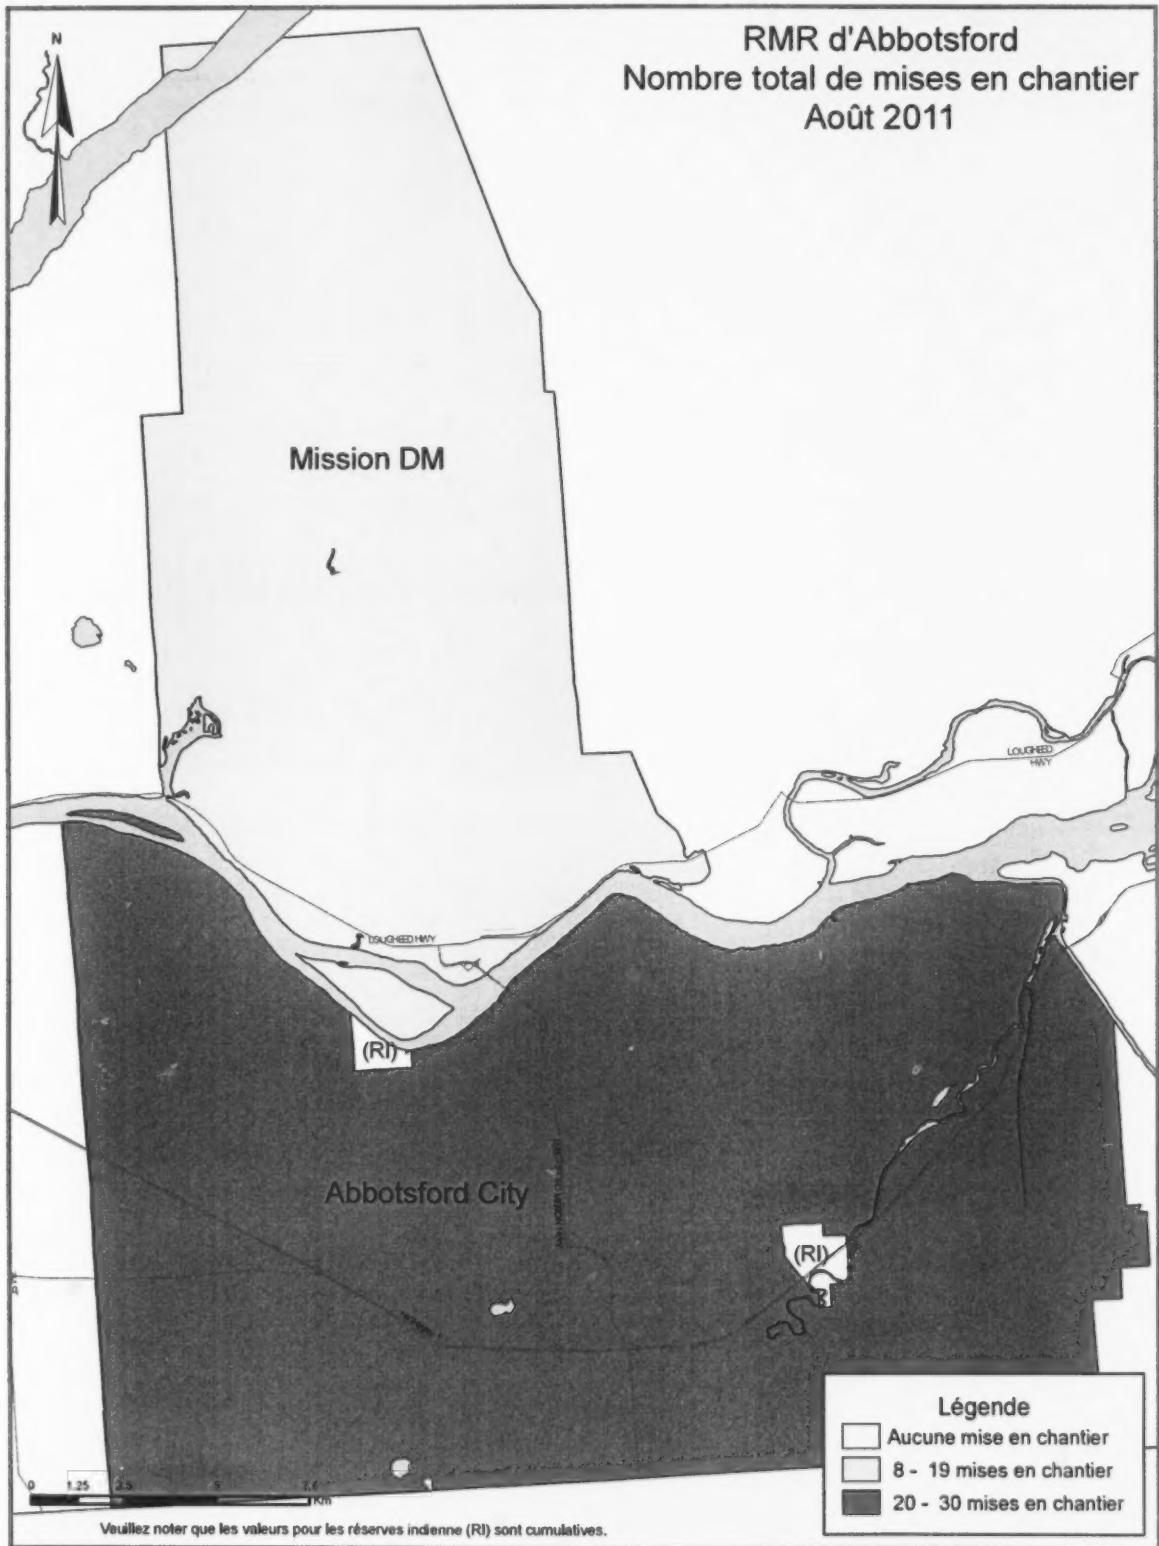 RMR d'Abbotsford
Nombre total de mises en chantier
Août 2011
N
Mission DM
LOUGHEED
HWY
LOUGHEED HWY
(RI)
Abbotsford City
(RI)
Légende
Aucune mise en chantier
8 - 19 mises en chantier
20 - 30 mises en chantier
0 1.25 2.5 5
Km
Veuillez noter que les valeurs pour les réserves indienne (RI) sont cumulatives.